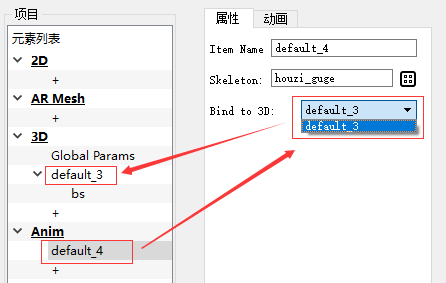 项目
元素列表
2D
+
AR Mesh
+
3D
Global Params
default_3
bs
+
Anim
default_4
+
属性
动画
Item Name
default_4
Skeleton:
houzi_guge
Bind to 3D:
default_3
default_3